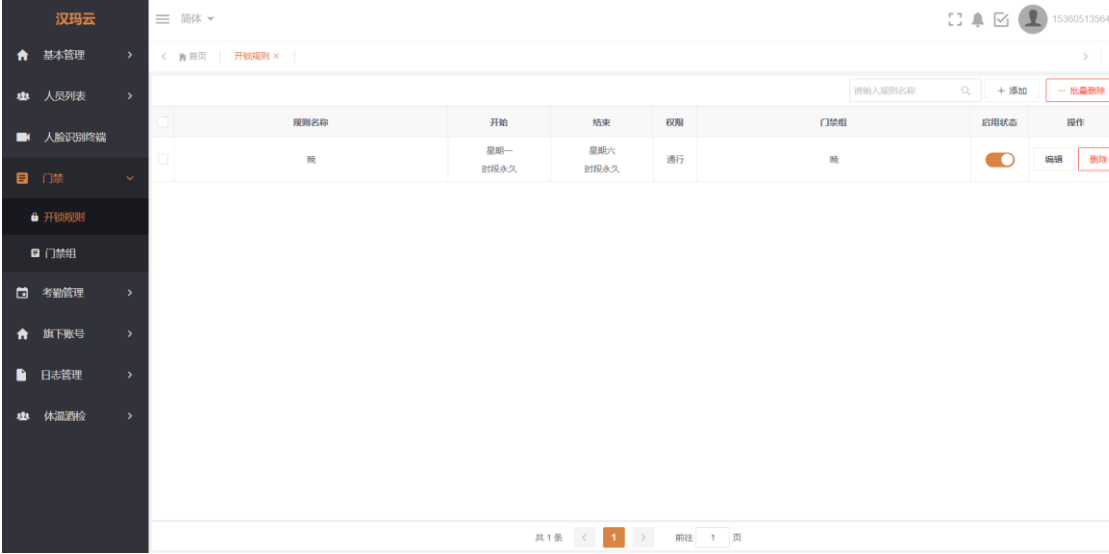 汉玛云
简体
15360513564
基本管理
首页
开锁规则 ×
人员列表
请输入规则名称
+ 添加
— 批量删除
人脸识别终端
规则名称 开始 结束 权限 门禁组 启用状态 操作
晚 星期一 星期六 通行 晚 编辑 删除
时段永久 时段永久
门禁
开锁规则
门禁组
考勤管理
旗下账号
日志管理
体温酒检
共 1 条 < 1 > 前往 1 页